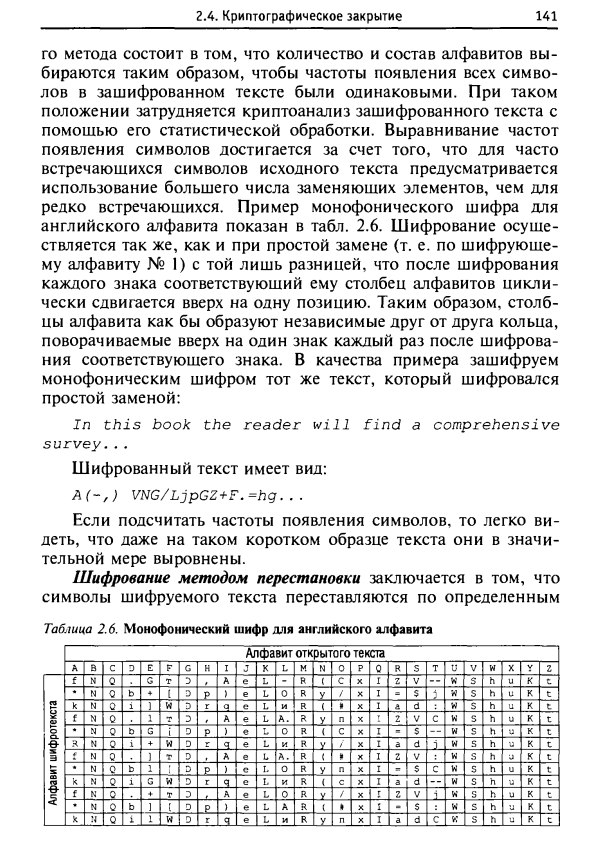 2.4. Криптографическое закрытие 141
го метода состоит в том, что количество и состав алфавитов вы-
бираются таким образом, чтобы частоты появления всех симво-
лов в зашифрованном тексте были одинаковыми. При таком
положении затрудняется криптоанализ зашифрованного текста с
помощью его статистической обработки. Выравнивание частот
появления символов достигается за счет того, что для часто
встречающихся символов исходного текста предусматривается
использование большего числа заменяющих элементов, чем для
редко встречающихся. Пример монофонического шифра для
английского алфавита показан в табл. 2.6. Шифрование осуще-
ствляется так же, как и при простой замене (т. е. по шифрующе-
му алфавиту № 1) с той лишь разницей, что после шифрования
каждого знака соответствующий ему столбец алфавитов цикли-
чески сдвигается вверх на одну позицию. Таким образом, столб-
цы алфавита как бы образуют независимые друг от друга кольца,
поворачиваемые вверх на один знак каждый раз после шифрова-
ния соответствующего знака. В качества примера зашифруем
монофоническим шифром тот же текст, который шифровался
простой заменой:
In this book the reader will find a comprehensive
survey...
Шифрованный текст имеет вид:
A(-,) VNG/LjpGZ+F.=hg...
Если подсчитать частоты появления символов, то легко ви-
деть, что даже на таком коротком образце текста они в значи-
тельной мере выровнены.
Шифрование методом перестановки заключается в том, что
символы шифруемого текста переставляются по определенным
Таблица 2.6. Монофонический шифр для английского алфавита
Алфавит открытого текста
A B C D E F G H I J K L M N O P Q R S T U V W X Y Z
Алфавит шифротекста
f N Q . G T D , A e L - R ( C x I Z V -- W S h u K t
* N Q b + [ D p ) e L O R y / x I = $ j W S h u K t
k N Q i ] W D r q e L и R ( # x I a d : W S h u K t
f N Q . l T D , A e L A. R y n x I Z V C W S h u K t
* N Q b G [ D p ) e L O R ( C x I = $ -- W S h u K t
R N Q i + W D r q e L и R y / x I a d j W S h u K t
f N Q . ] T D , A e L A. R ( # x I Z V : W S h u K t
* N Q b l [ D p ) e L O R y n x I = $ C W S h u K t
k N Q i G W D r q e L и R ( C x I a d -- W S h u K t
f N Q . + T D , A e L O R y / x I Z V j W S h u K t
* N Q b ] [ D p ) e L A R ( # x I = $ : W S h u K t
k N Q i l W D r q e L и R y n x I a d C W S h u K t